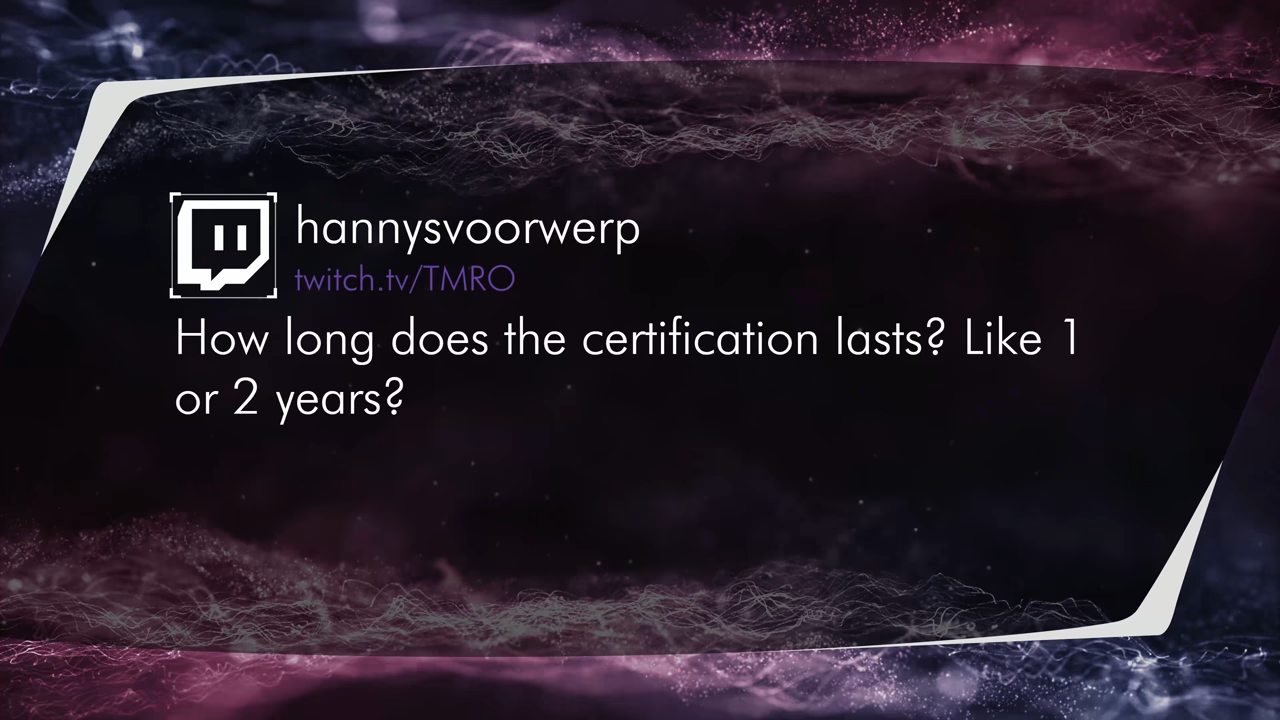 hannysvoorwerp
twitch.tv/TMRO
How long does the certification lasts? Like 1
or 2 years?